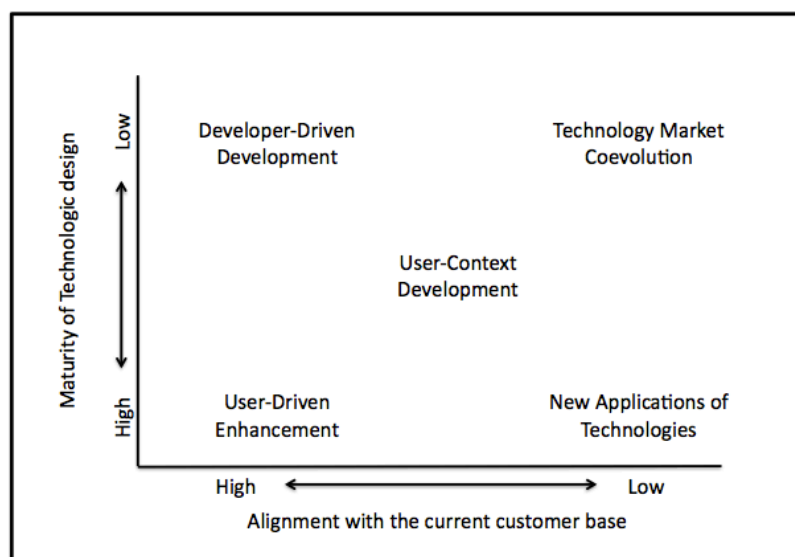 Maturity of Technologic design
Low
High
Developer-Driven
Development
Technology Market
Coevolution
User-Context
Development
User-Driven
Enhancement
New Applications of
Technologies
High
Low
Alignment with the current customer base